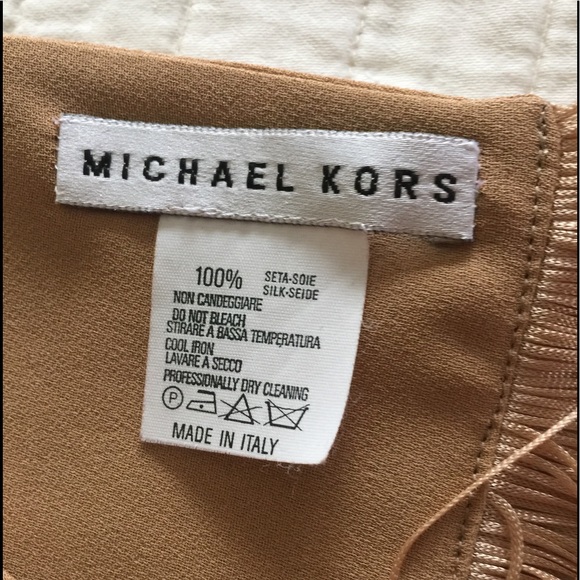 MICHAEL KORS
100% SETA-SOIE
SILK-SEIDE
NON CANDEGGIARE
DO NOT BLEACH
STIRARE A BASSA TEMPERATURA
COOL IRON
LAVARE A SECCO
PROFESSIONALLY DRY CLEANING
P
MADE IN ITALY